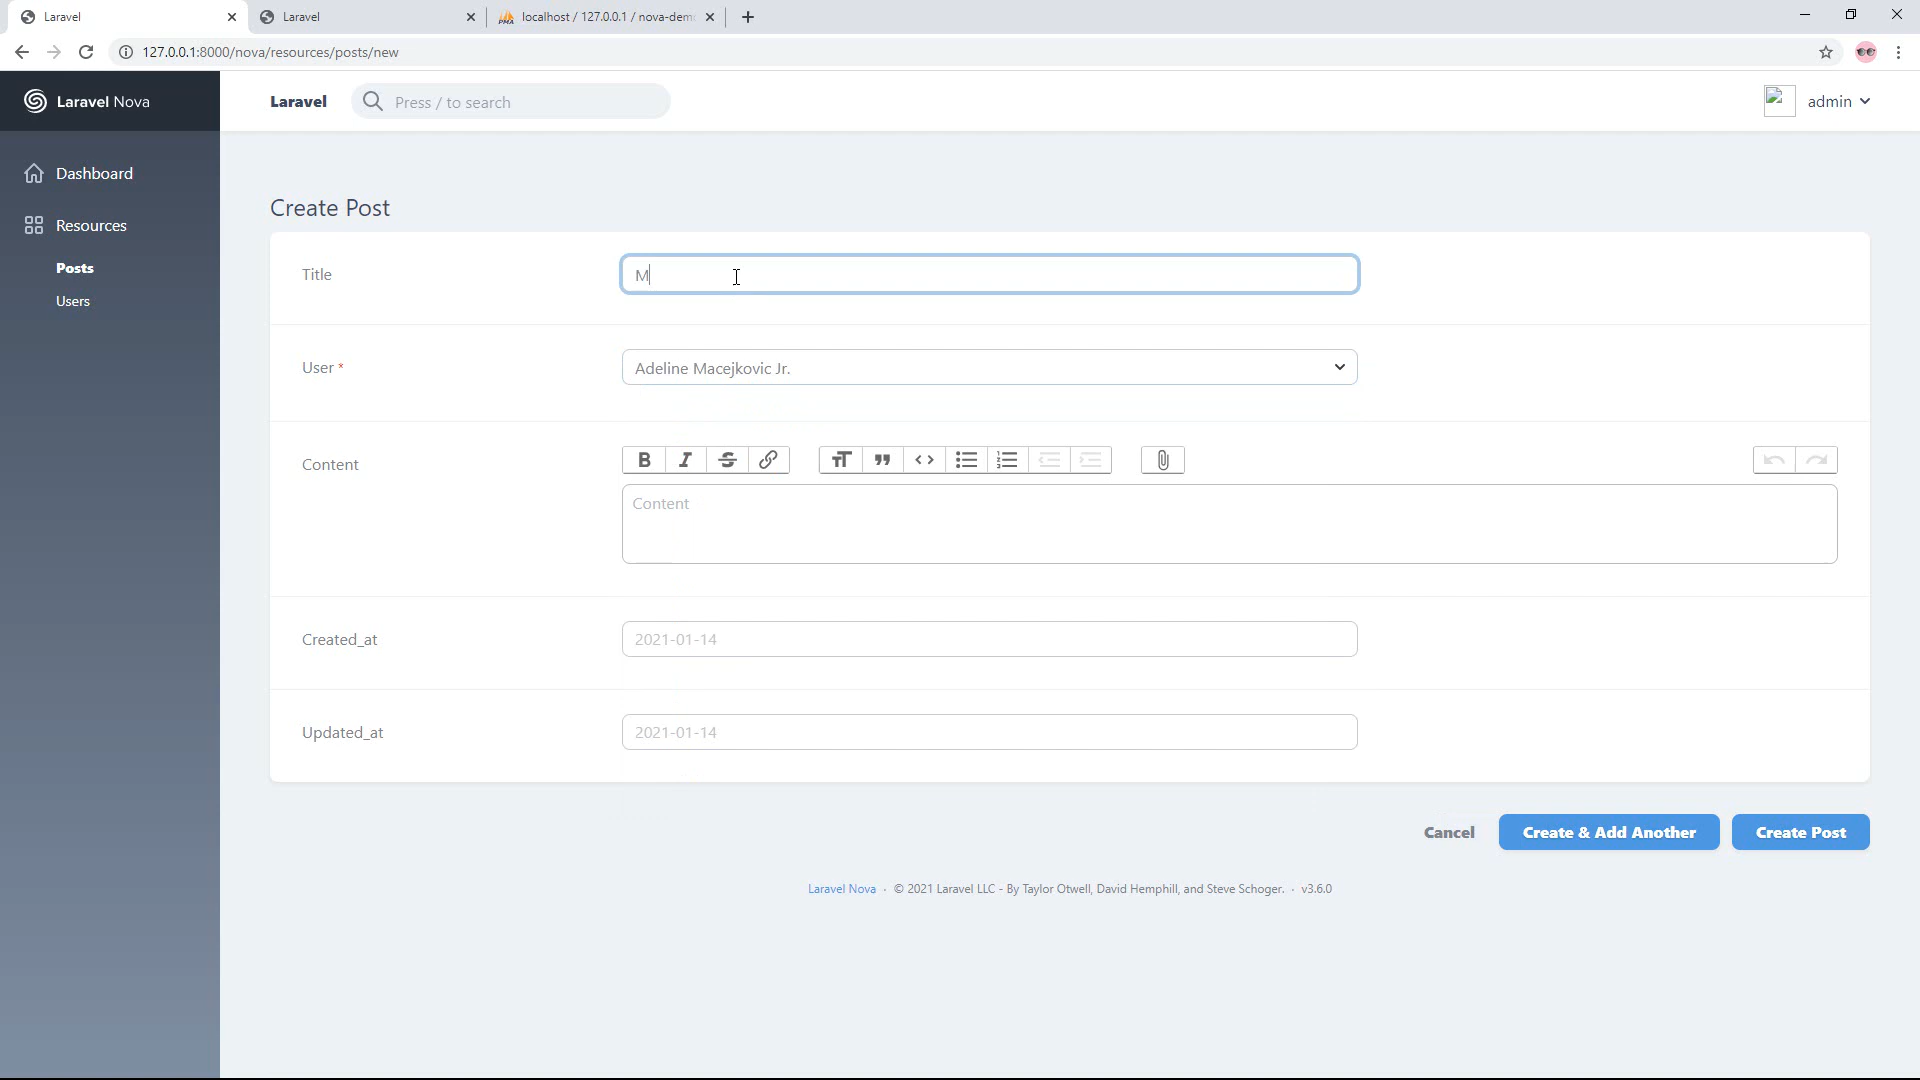 Laravel
Laravel
localhost / 127.0.0.1 / nova-dem
127.0.0.1:8000/nova/resources/posts/new
Laravel Nova
Laravel
Press / to search
admin
Dashboard
Resources
Posts
Users
Create Post
Title
M
User *
Adeline Macejkovic Jr.
Content
Content
Created_at
2021-01-14
Updated_at
2021-01-14
Cancel
Create & Add Another
Create Post
Laravel Nova · © 2021 Laravel LLC - By Taylor Otwell, David Hemphill, and Steve Schoger. · v3.6.0